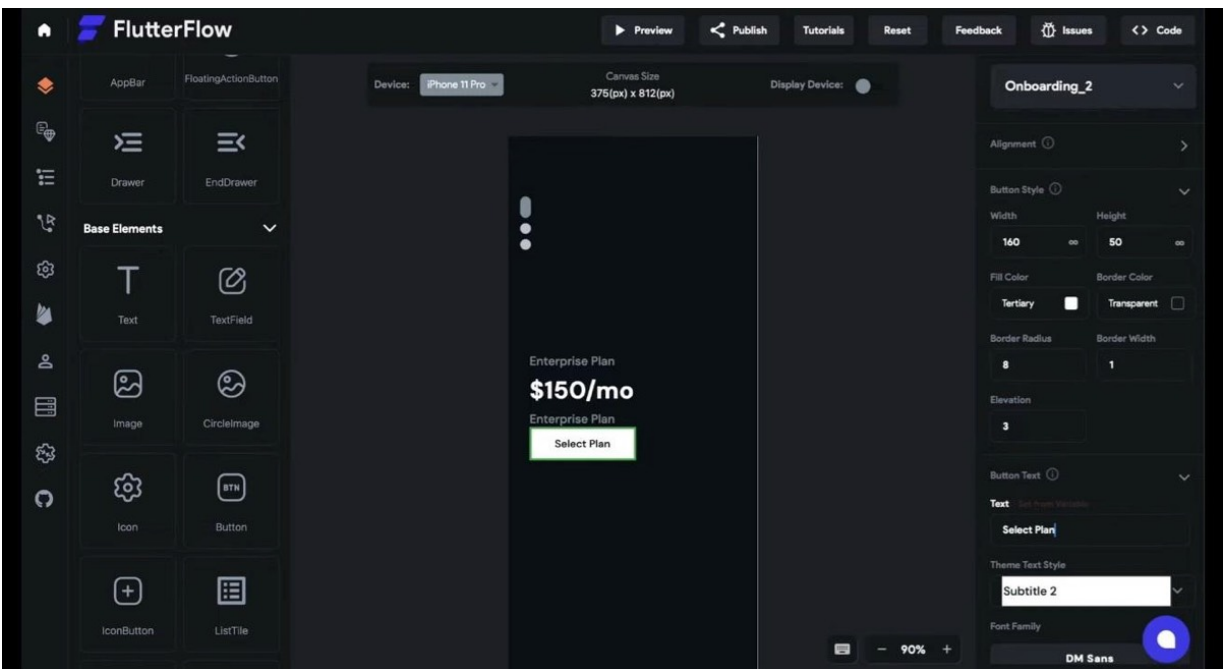 FlutterFlow
Preview
Publish
Tutorials
Reset
Feedback
Issues
<> Code
AppBar
FloatingActionButton
Drawer
EndDrawer
Base Elements
T
Text
TextField
Image
CircleImage
BTN
Icon
Button
IconButton
ListTile
Device: iPhone 11 Pro
Canvas Size
375(px) x 812(px)
Display Device:
Enterprise Plan
$150/mo
Enterprise Plan
Select Plan
90%
Onboarding_2
Alignment
Button Style
Width
Height
160
50
Fill Color
Border Color
Tertiary
Transparent
Border Radius
Border Width
8
1
Elevation
3
Button Text
Text Set from Variable
Select Plan
Theme Text Style
Subtitle 2
Font Family
DM Sans